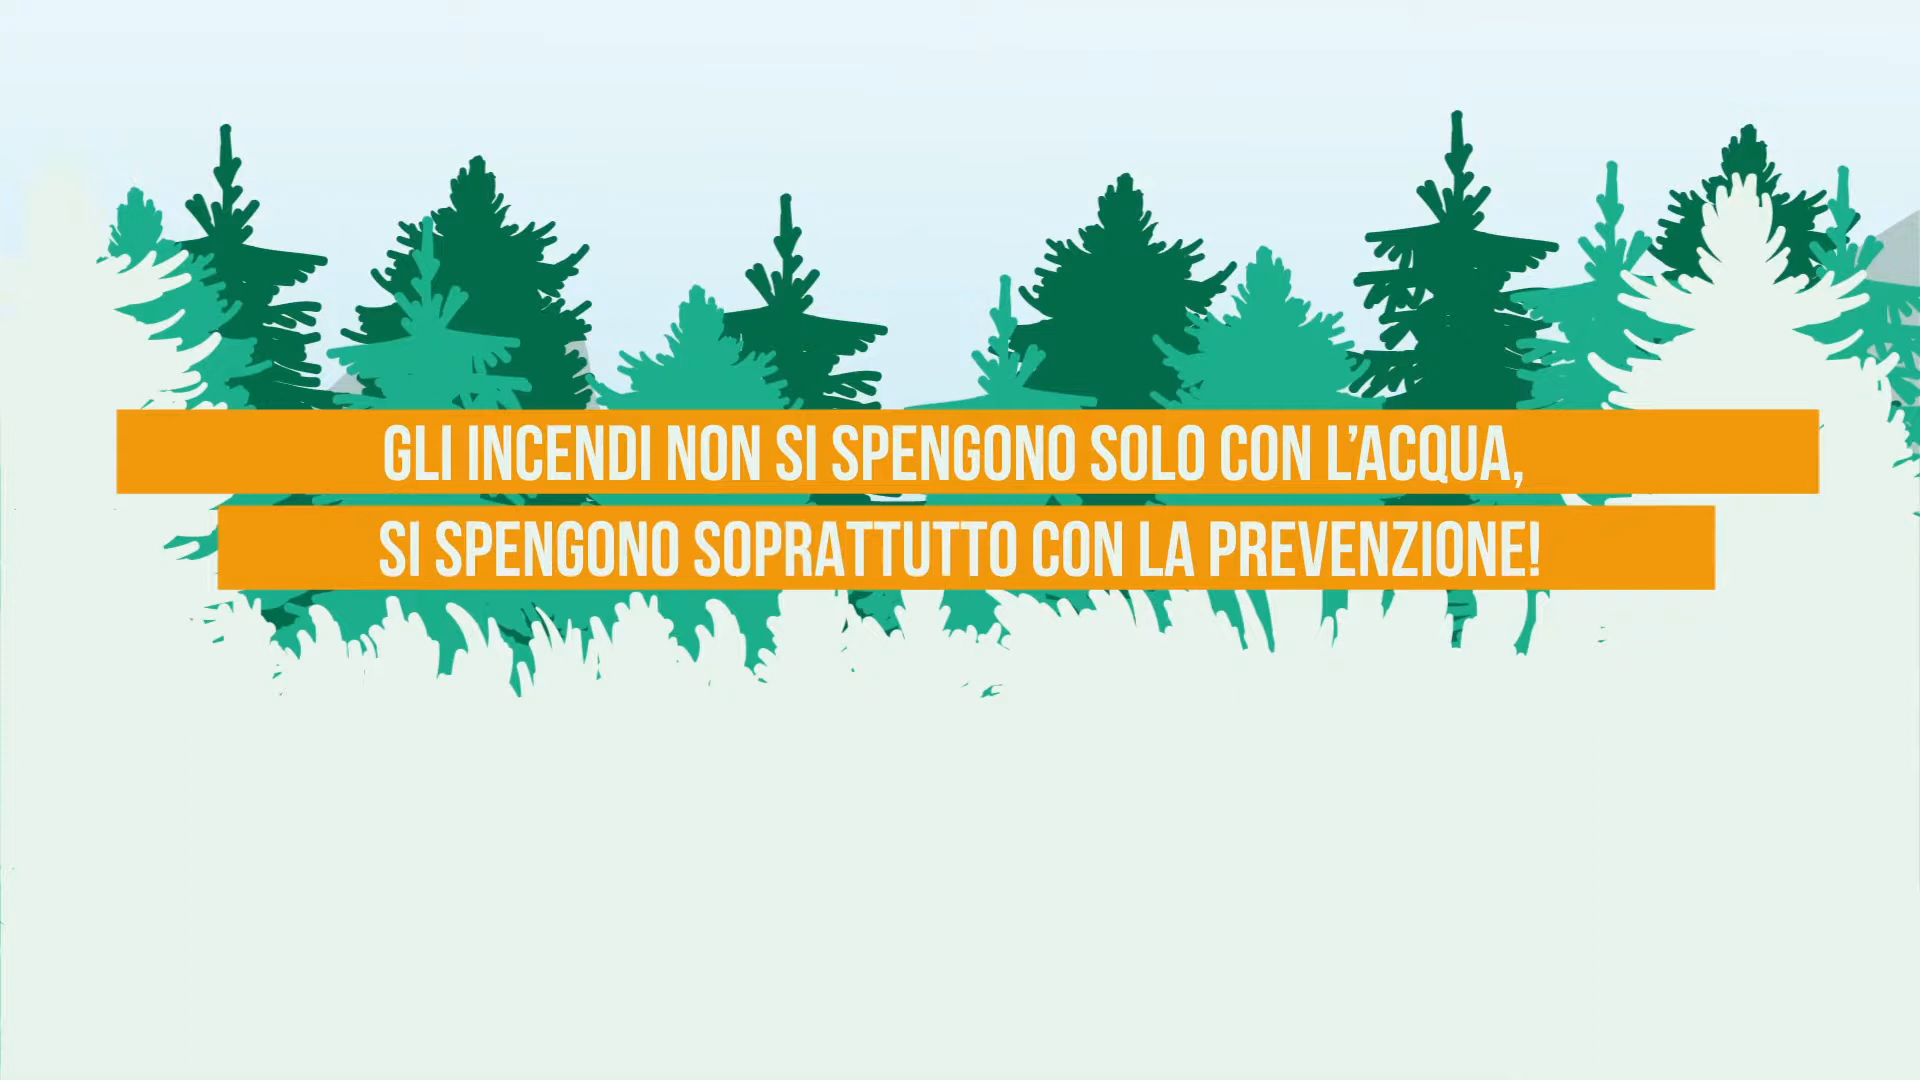 GLI INCENDI NON SI SPENGONO SOLO CON L’ACQUA,
SI SPENGONO SOPRATTUTTO CON LA PREVENZIONE!